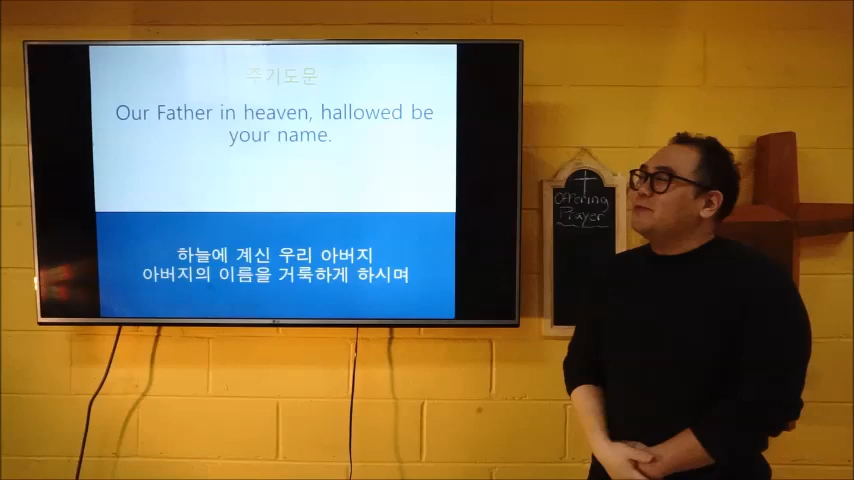 주기도문
Our Father in heaven, hallowed be
your name.
하늘에 계신 우리 아버지
아버지의 이름을 거룩하게 하시며
LG
Offering
Prayer